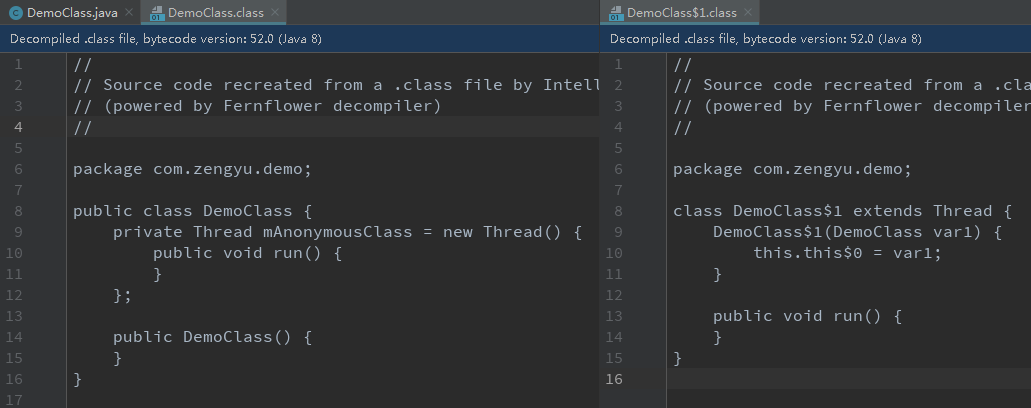 DemoClass.java
DemoClass.class
Decompiled .class file, bytecode version: 52.0 (Java 8)
1 //
2 // Source code recreated from a .class file by Intell
3 // (powered by Fernflower decompiler)
4 //
5
6 package com.zengyu.demo;
7
8 public class DemoClass {
9     private Thread mAnonymousClass = new Thread() {
10         public void run() {
11         }
12     };
13
14     public DemoClass() {
15     }
16 }
17
DemoClass$1.class
Decompiled .class file, bytecode version: 52.0 (Java 8)
1 //
2 // Source code recreated from a .cla
3 // (powered by Fernflower decompiler
4 //
5
6 package com.zengyu.demo;
7
8 class DemoClass$1 extends Thread {
9     DemoClass$1(DemoClass var1) {
10         this.this$0 = var1;
11     }
12
13     public void run() {
14     }
15 }
16